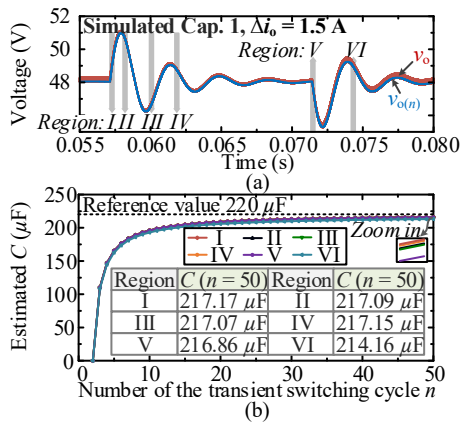 Simulated Cap. 1, Δi₀ = 1.5 A
Region: V VI
Voltage (V)
52
50
48
46
vₒ
vₒ₍ₙ₎
Region: I II III IV
0.055 0.060 0.065 0.070 0.075 0.080
Time (s)
(a)
Estimated C (μF)
250
200
150
100
50
0
Reference value 220 μF
Zoom in
I II III
IV V VI
Region C (n = 50) Region C (n = 50)
I 217.17 μF II 217.09 μF
III 217.07 μF IV 217.15 μF
V 216.86 μF VI 214.16 μF
0 10 20 30 40 50
Number of the transient switching cycle n
(b)